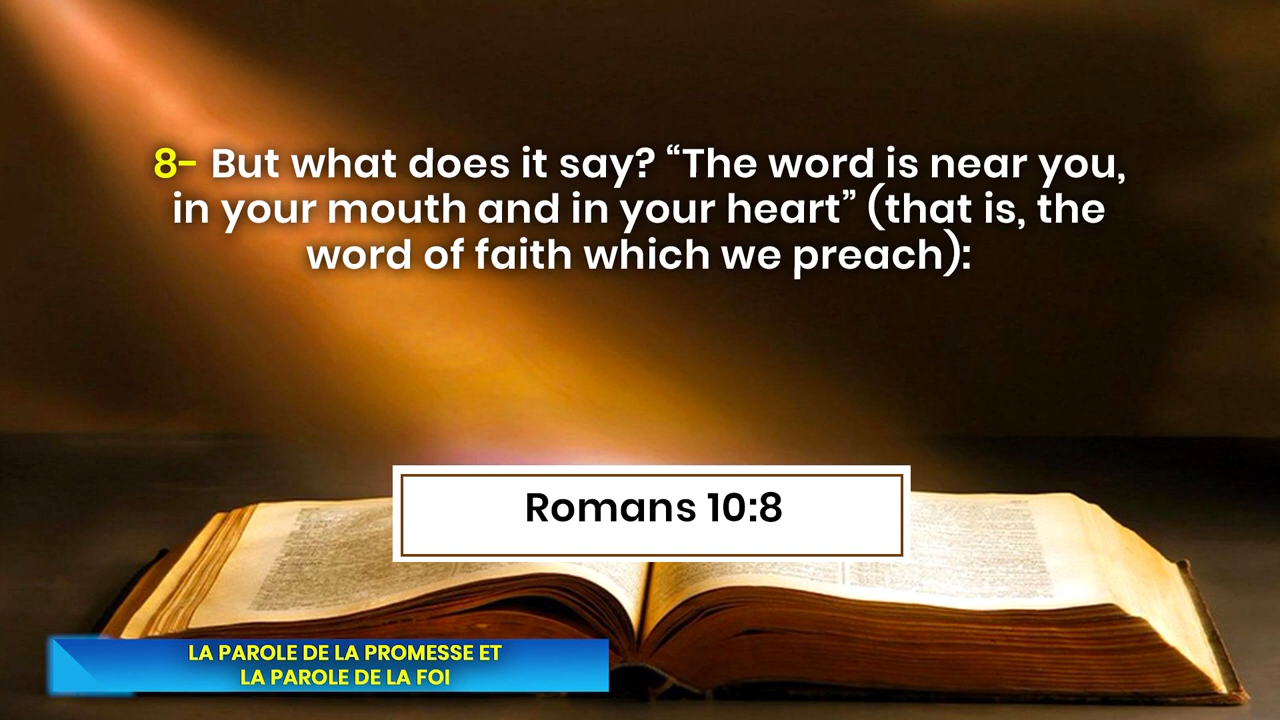 8- But what does it say? “The word is near you,
in your mouth and in your heart” (that is, the
word of faith which we preach):
Romans 10:8
LA PAROLE DE LA PROMESSE ET
LA PAROLE DE LA FOI